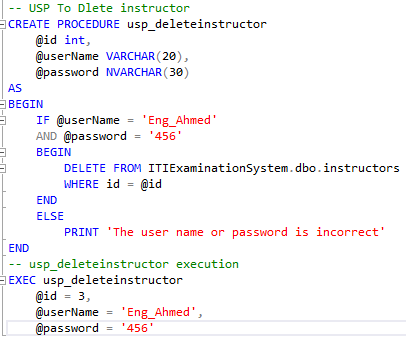 -- USP To Dlete instructor
CREATE PROCEDURE usp_deleteinstructor
@id int,
@userName VARCHAR(20),
@password NVARCHAR(30)
AS
BEGIN
IF @userName = 'Eng_Ahmed'
AND @password = '456'
BEGIN
DELETE FROM ITIExaminationSystem.dbo.instructors
WHERE id = @id
END
ELSE
PRINT 'The user name or password is incorrect'
END
-- usp_deleteinstructor execution
EXEC usp_deleteinstructor
@id = 3,
@userName = 'Eng_Ahmed',
@password = '456'